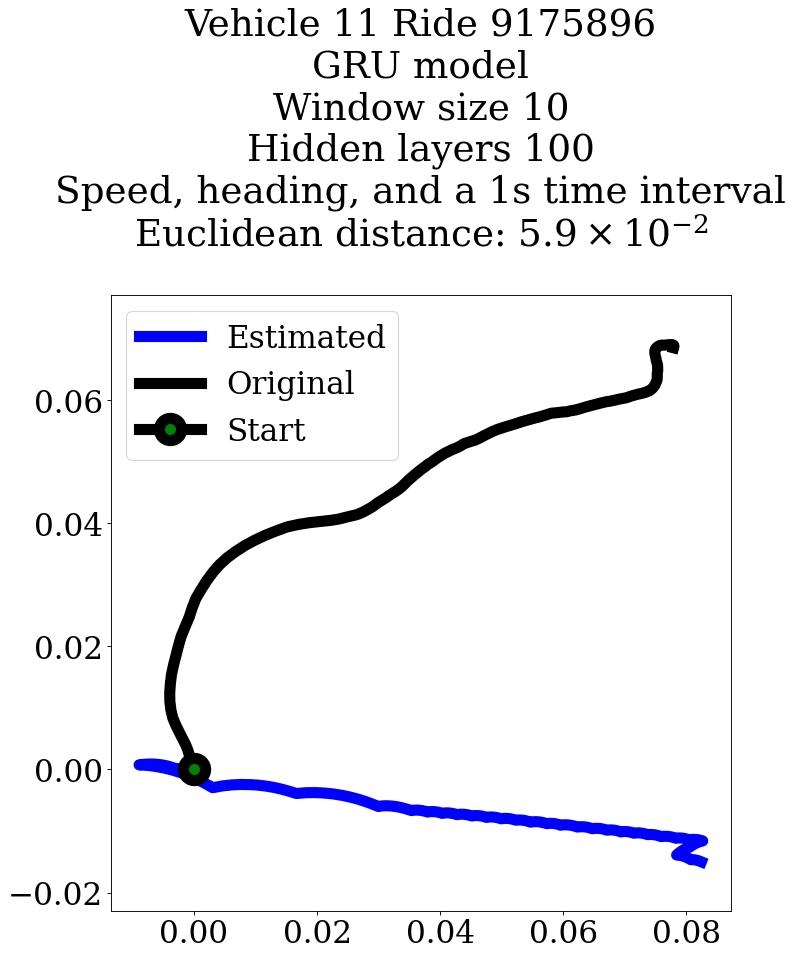 Vehicle 11 Ride 9175896
GRU model
Window size 10
Hidden layers 100
Speed, heading, and a 1s time interval
Euclidean distance: 5.9 × 10⁻²
Estimated
Original
Start
0.06
0.04
0.02
0.00
−0.02
0.00 0.02 0.04 0.06 0.08